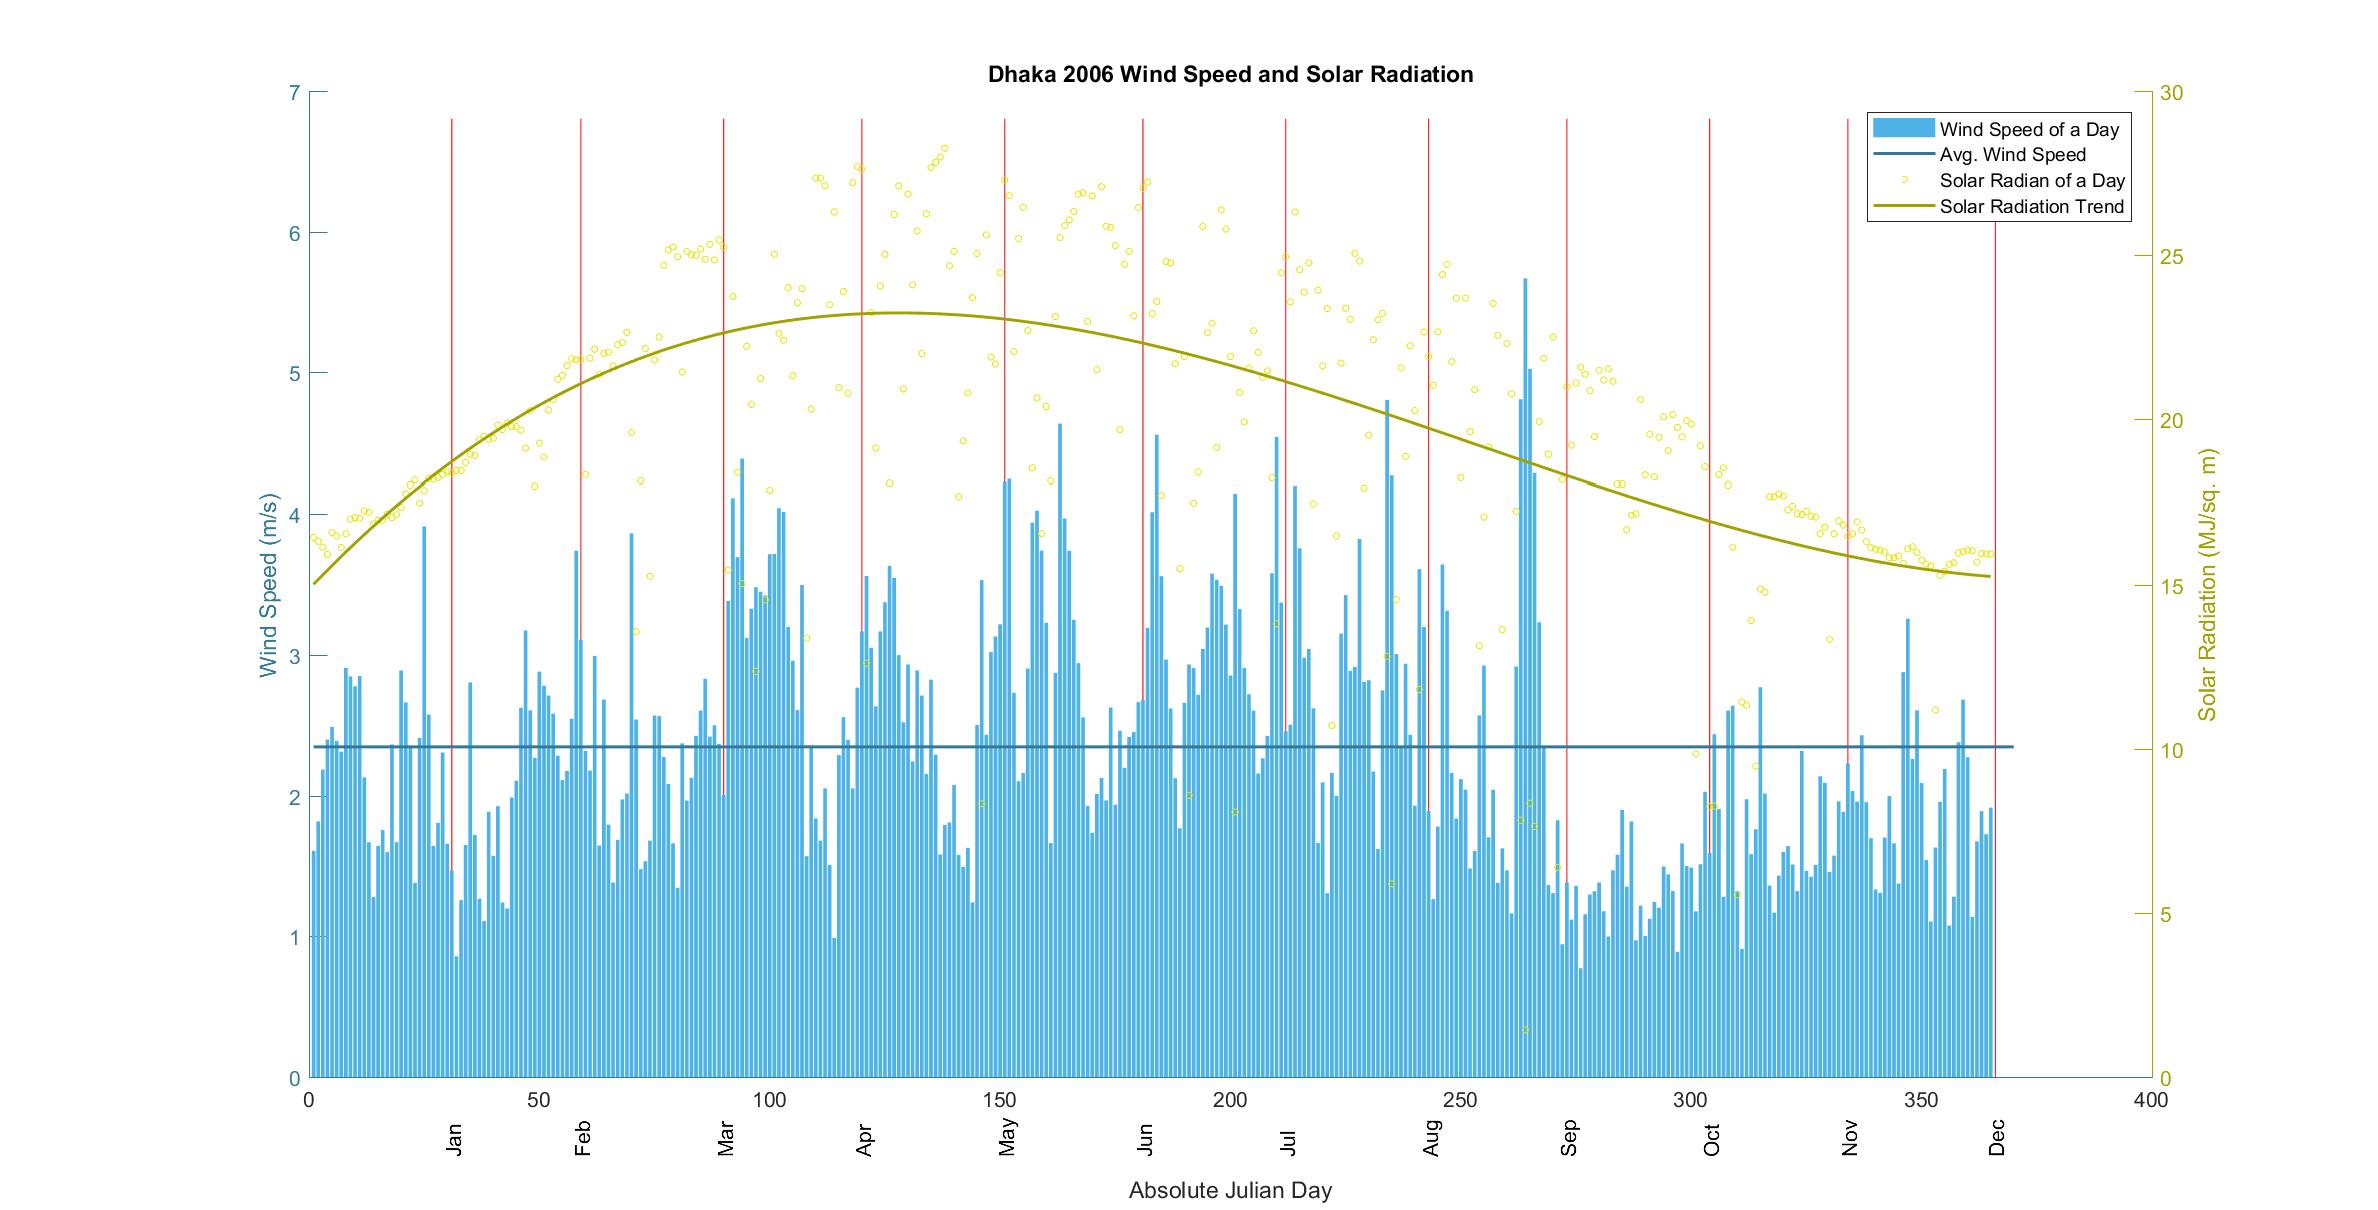 Dhaka 2006 Wind Speed and Solar Radiation
Wind Speed of a Day
Avg. Wind Speed
Solar Radian of a Day
Solar Radiation Trend
7
6
5
4
3
2
1
0
Wind Speed (m/s)
30
25
20
15
10
5
0
Solar Radiation (MJ/sq. m)
0 50 100 150 200 250 300 350 400
Jan Feb Mar Apr May Jun Jul Aug Sep Oct Nov Dec
Absolute Julian Day